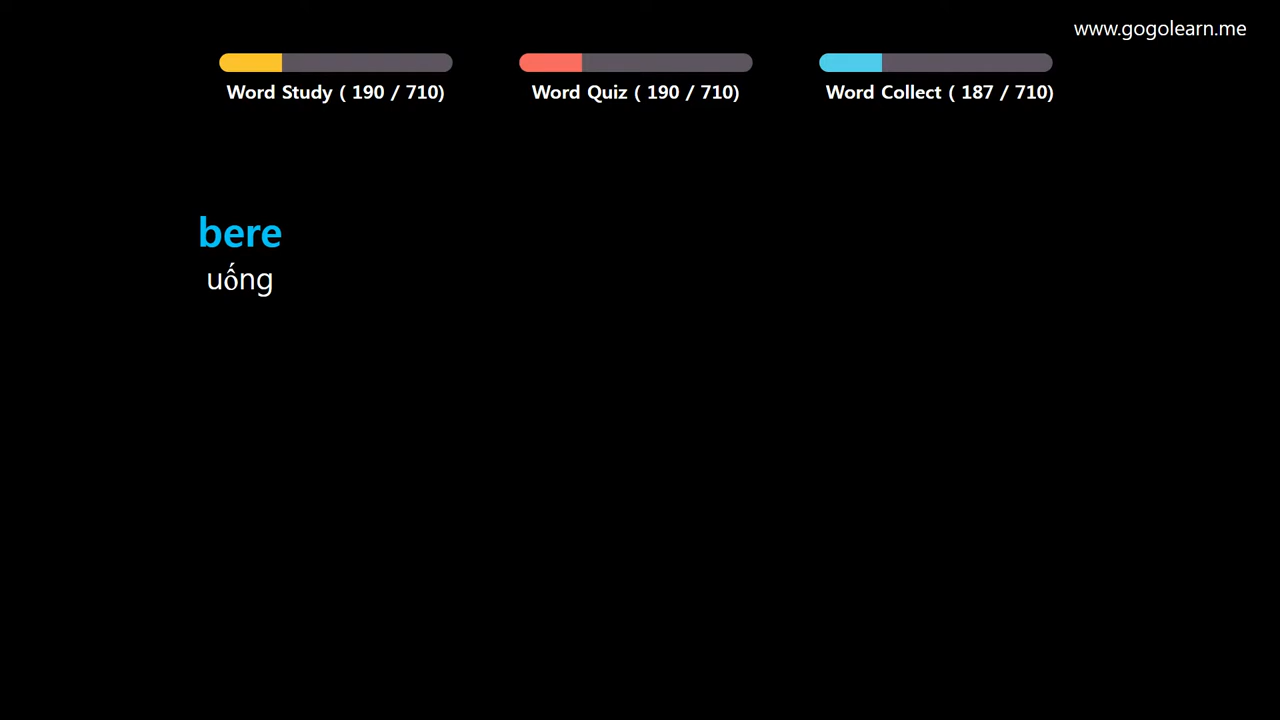 www.gogolearn.me
Word Study ( 190 / 710)
Word Quiz ( 190 / 710)
Word Collect ( 187 / 710)
bere
uống